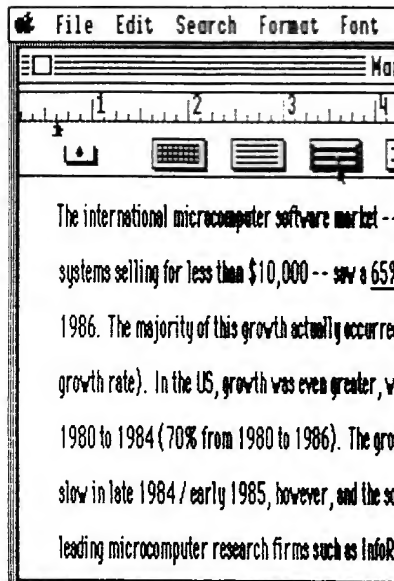 File Edit Search Format Font
Mar
1 2 3 4
The international microcomputer software market --
systems selling for less than $10,000 -- saw a 65%
1986. The majority of this growth actually occurred
growth rate). In the US, growth was even greater, w
1980 to 1984 (70% from 1980 to 1986). The gro
slow in late 1984 / early 1985, however, and the so
leading microcomputer research firms such as InfoR